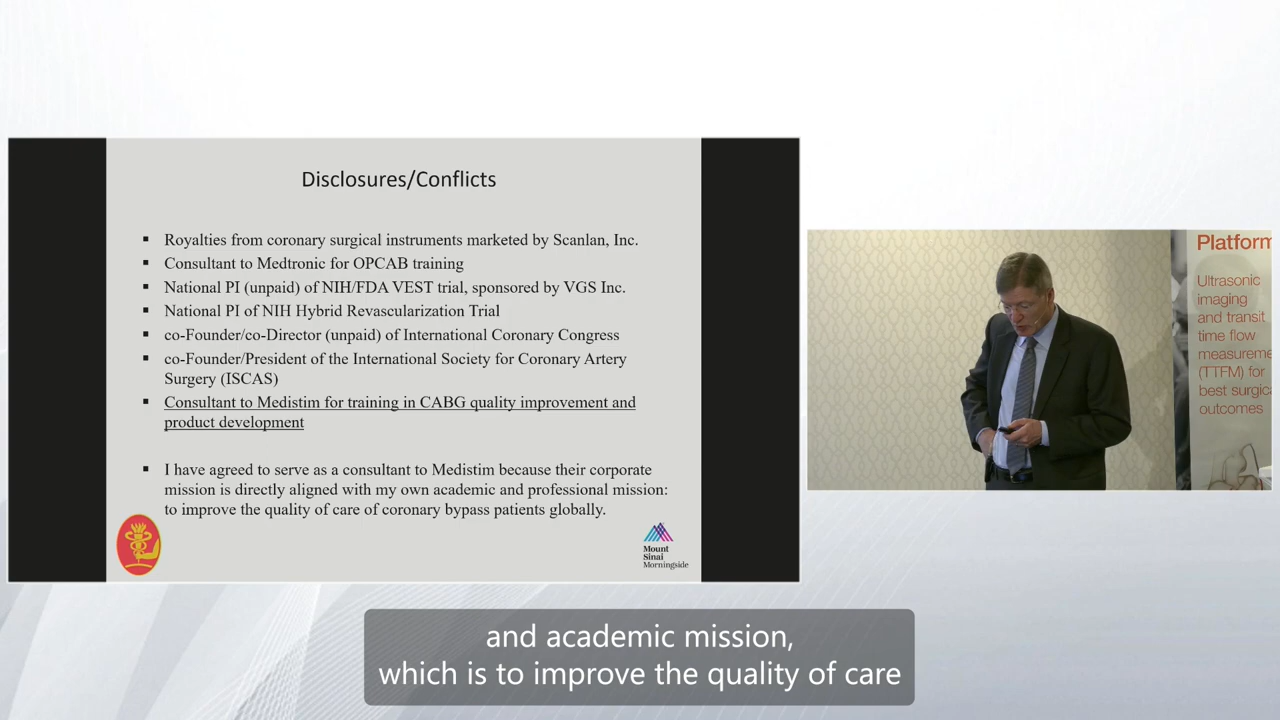 Disclosures/Conflicts
▪ Royalties from coronary surgical instruments marketed by Scanlan, Inc.
▪ Consultant to Medtronic for OPCAB training
▪ National PI (unpaid) of NIH/FDA VEST trial, sponsored by VGS Inc.
▪ National PI of NIH Hybrid Revascularization Trial
▪ co-Founder/co-Director (unpaid) of International Coronary Congress
▪ co-Founder/President of the International Society for Coronary Artery
Surgery (ISCAS)
▪ Consultant to Medistim for training in CABG quality improvement and
product development
▪ I have agreed to serve as a consultant to Medistim because their corporate
mission is directly aligned with my own academic and professional mission:
to improve the quality of care of coronary bypass patients globally.
Mount
Sinai
Morningside
Platform
Ultrasonic
imaging
and transit
time flow
measureme
(TTFM) for
best surgic
outcomes
and academic mission,
which is to improve the quality of care